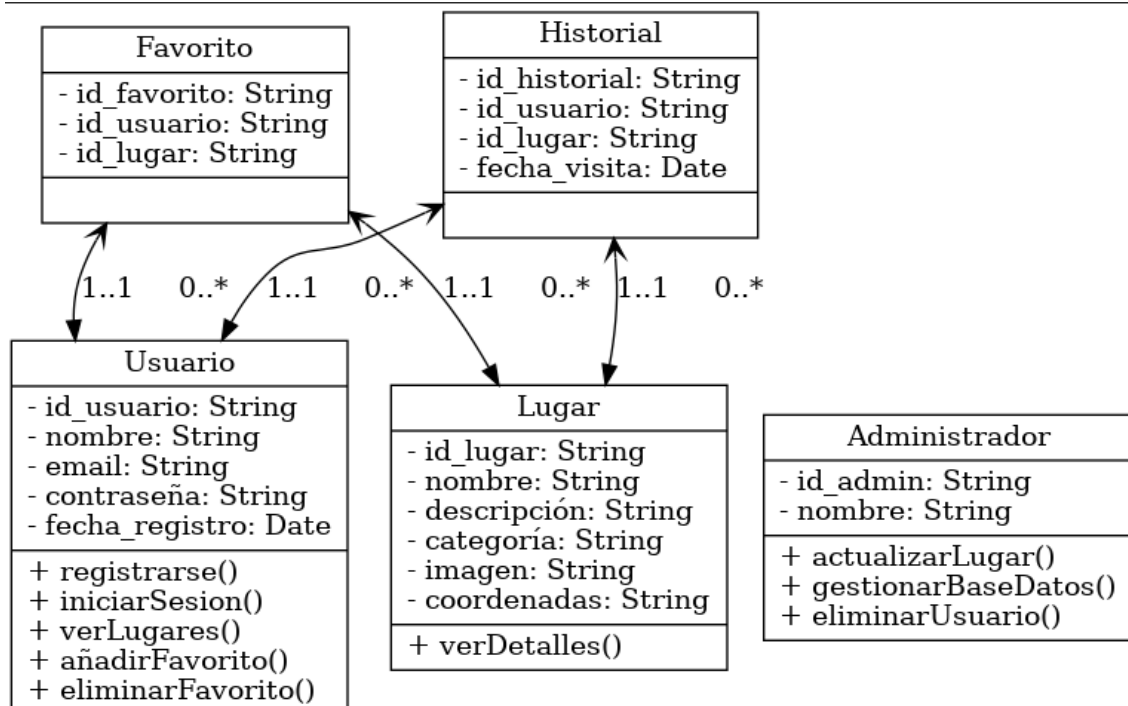 Favorito
- id_favorito: String
- id_usuario: String
- id_lugar: String
Historial
- id_historial: String
- id_usuario: String
- id_lugar: String
- fecha_visita: Date
1..1 0..* 1..1 0..* 1..1 0..* 1..1 0..*
Usuario
- id_usuario: String
- nombre: String
- email: String
- contraseña: String
- fecha_registro: Date
+ registrarse()
+ iniciarSesion()
+ verLugares()
+ añadirFavorito()
+ eliminarFavorito()
Lugar
- id_lugar: String
- nombre: String
- descripción: String
- categoría: String
- imagen: String
- coordenadas: String
+ verDetalles()
Administrador
- id_admin: String
- nombre: String
+ actualizarLugar()
+ gestionarBaseDatos()
+ eliminarUsuario()